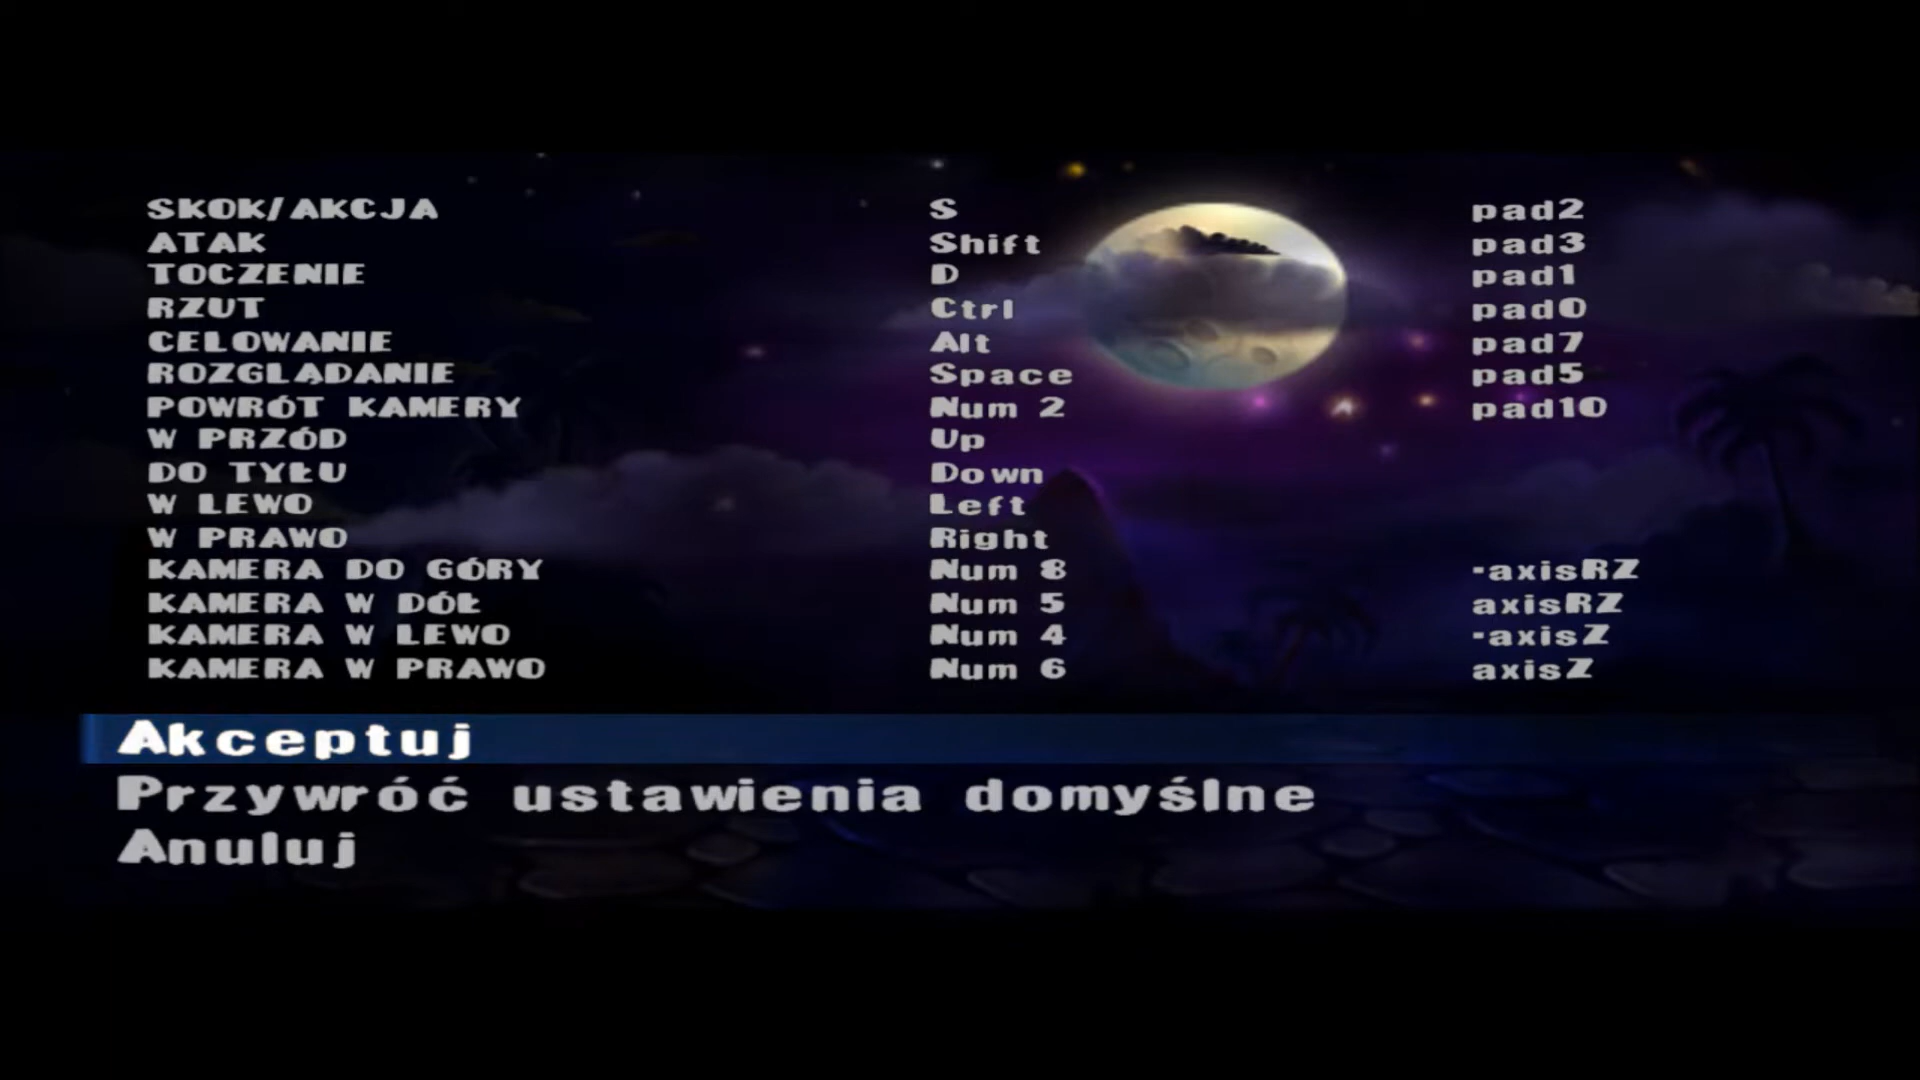 SKOK/AKCJA S pad2
ATAK Shift pad3
TOCZENIE D pad1
RZUT Ctrl pad0
CELOWANIE Alt pad7
ROZGLĄDANIE Space pad5
POWRÓT KAMERY Num 2 pad10
W PRZÓD Up
DO TYŁU Down
W LEWO Left
W PRAWO Right
KAMERA DO GÓRY Num 8 -axisRZ
KAMERA W DÓŁ Num 5 axisRZ
KAMERA W LEWO Num 4 -axisZ
KAMERA W PRAWO Num 6 axisZ
Akceptuj
Przywróć ustawienia domyślne
Anuluj